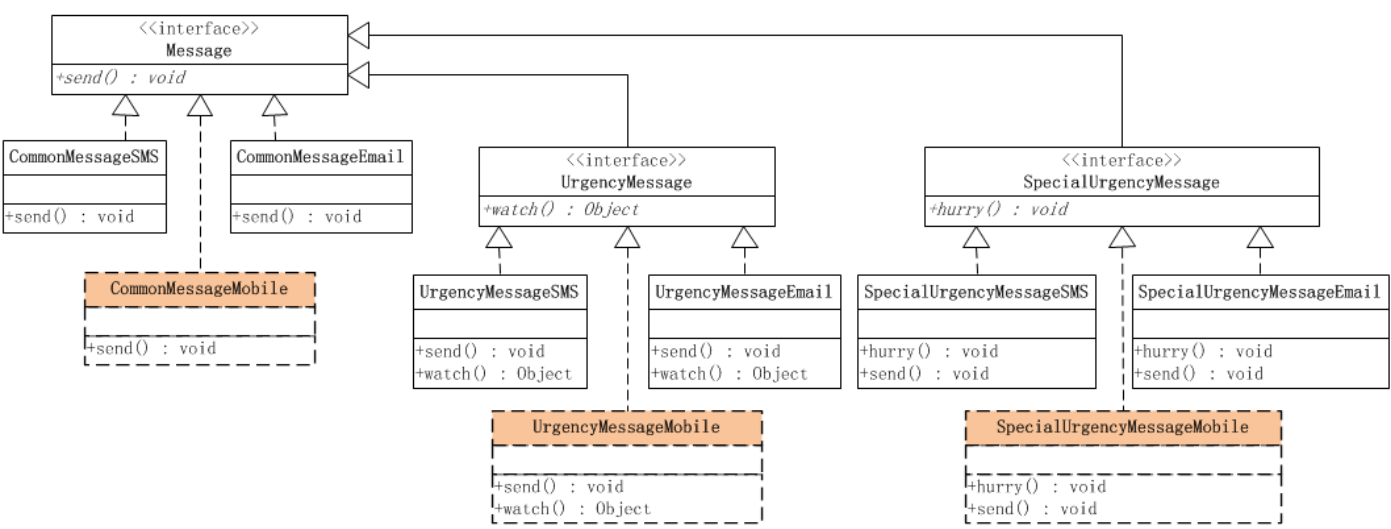 <<interface>>
Message
+send() : void
CommonMessageSMS
+send() : void
CommonMessageEmail
+send() : void
CommonMessageMobile
+send() : void
<<interface>>
UrgencyMessage
+watch() : Object
UrgencyMessageSMS
+send() : void
+watch() : Object
UrgencyMessageEmail
+send() : void
+watch() : Object
UrgencyMessageMobile
+send() : void
+watch() : Object
<<interface>>
SpecialUrgencyMessage
+hurry() : void
SpecialUrgencyMessageSMS
+hurry() : void
+send() : void
SpecialUrgencyMessageEmail
+hurry() : void
+send() : void
SpecialUrgencyMessageMobile
+hurry() : void
+send() : void